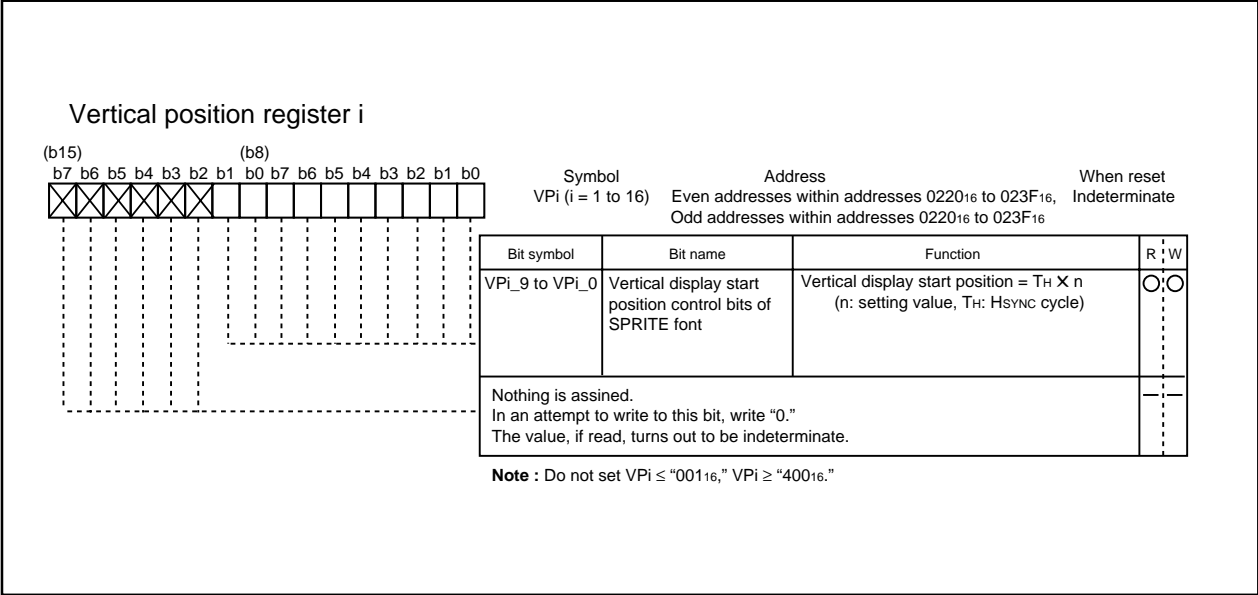 Vertical position register i
(b15) (b8)
b7 b6 b5 b4 b3 b2 b1 b0 b7 b6 b5 b4 b3 b2 b1 b0
Symbol Address When reset
VPi (i = 1 to 16) Even addresses within addresses 022016 to 023F16, Indeterminate
Odd addresses within addresses 022016 to 023F16
Bit symbol Bit name Function R W
VPi_9 to VPi_0 Vertical display start Vertical display start position = TH X n
position control bits of (n: setting value, TH: HSYNC cycle)
SPRITE font
Nothing is assined.
In an attempt to write to this bit, write “0.”
The value, if read, turns out to be indeterminate.
Note : Do not set VPi ≤ “00116,” VPi ≥ “40016.”